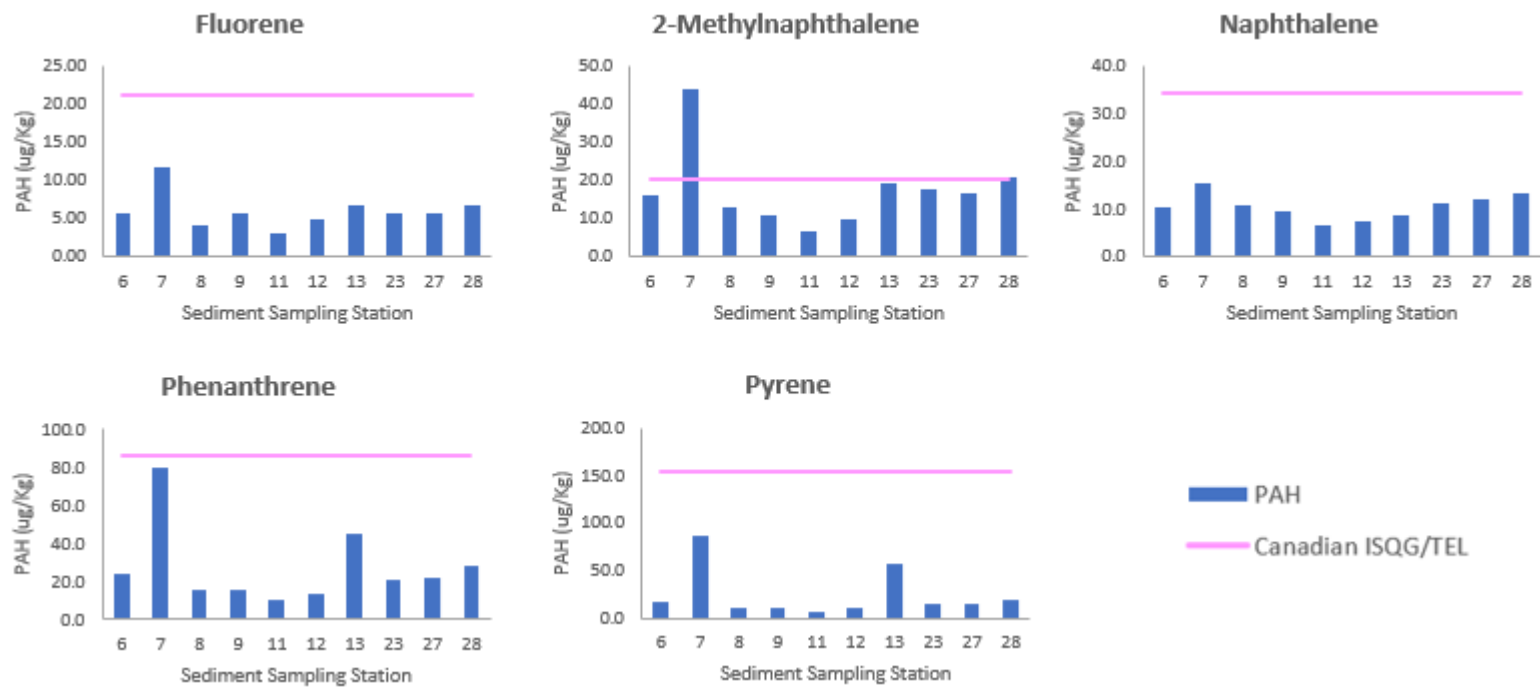 Fluorene
25.00
20.00
15.00
10.00
5.00
0.00
PAH (ug/Kg)
6 7 8 9 11 12 13 23 27 28
Sediment Sampling Station
2-Methylnaphthalene
50.0
40.0
30.0
20.0
10.0
0.0
PAH (ug/Kg)
6 7 8 9 11 12 13 23 27 28
Sediment Sampling Station
Naphthalene
40.0
30.0
20.0
10.0
0.0
PAH (ug/Kg)
6 7 8 9 11 12 13 23 27 28
Sediment Sampling Station
Phenanthrene
100.0
80.0
60.0
40.0
20.0
0.0
PAH (ug/Kg)
6 7 8 9 11 12 13 23 27 28
Sediment Sampling Station
Pyrene
200.0
150.0
100.0
50.0
0.0
PAH (ug/Kg)
6 7 8 9 11 12 13 23 27 28
Sediment Sampling Station
PAH
Canadian ISQG/TEL